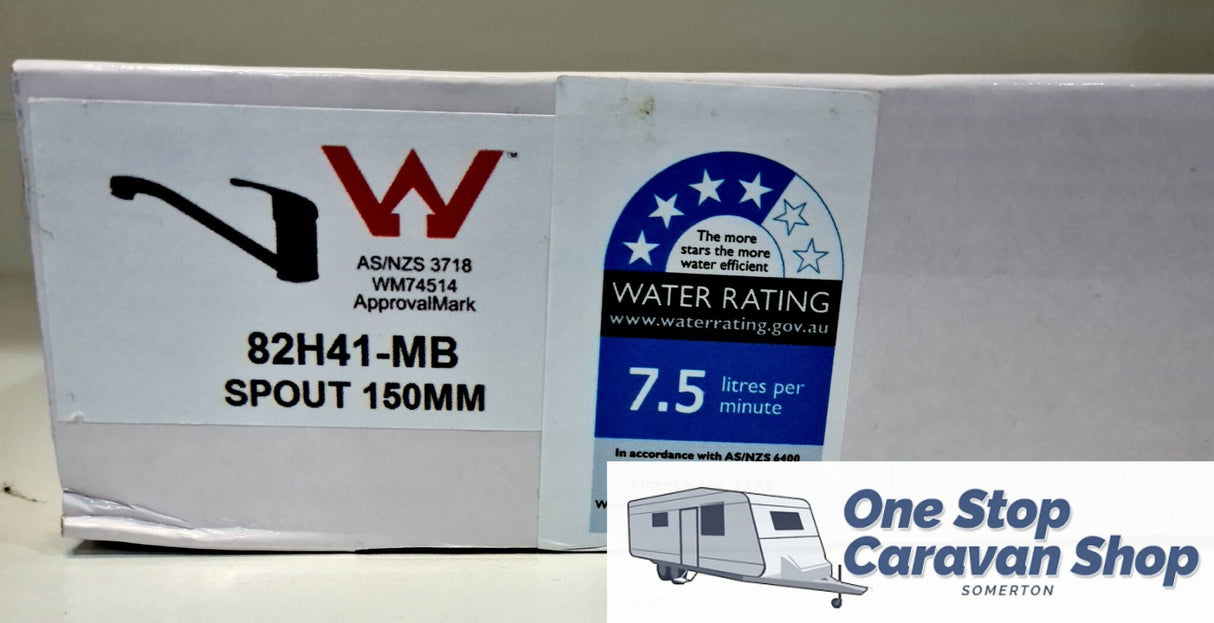 W™
AS/NZS 3718
WM74514
ApprovalMark
82H41-MB
SPOUT 150MM
The more
stars the more
water efficient
WATER RATING
www.waterrating.gov.au
7.5 litres per
minute
In accordance with AS/NZS 6400
One Stop
Caravan Shop
SOMERTON